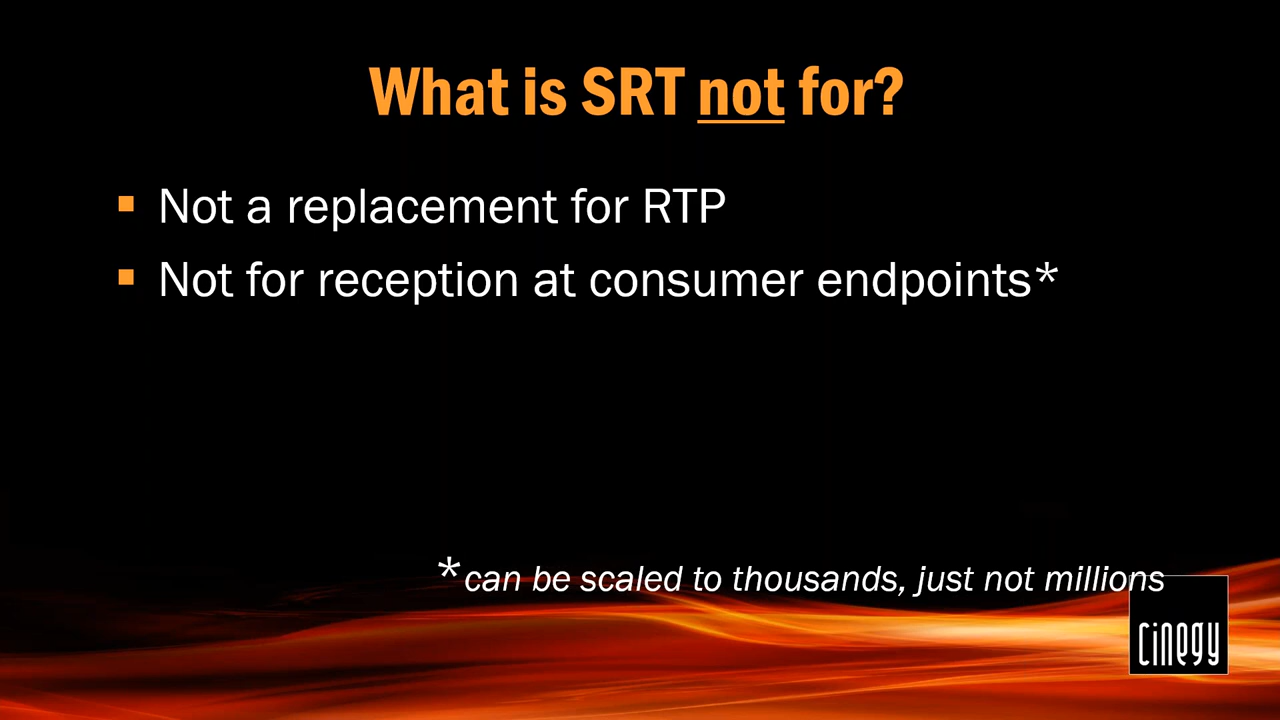 What is SRT not for?
Not a replacement for RTP
Not for reception at consumer endpoints*
*can be scaled to thousands, just not millions
cinegy